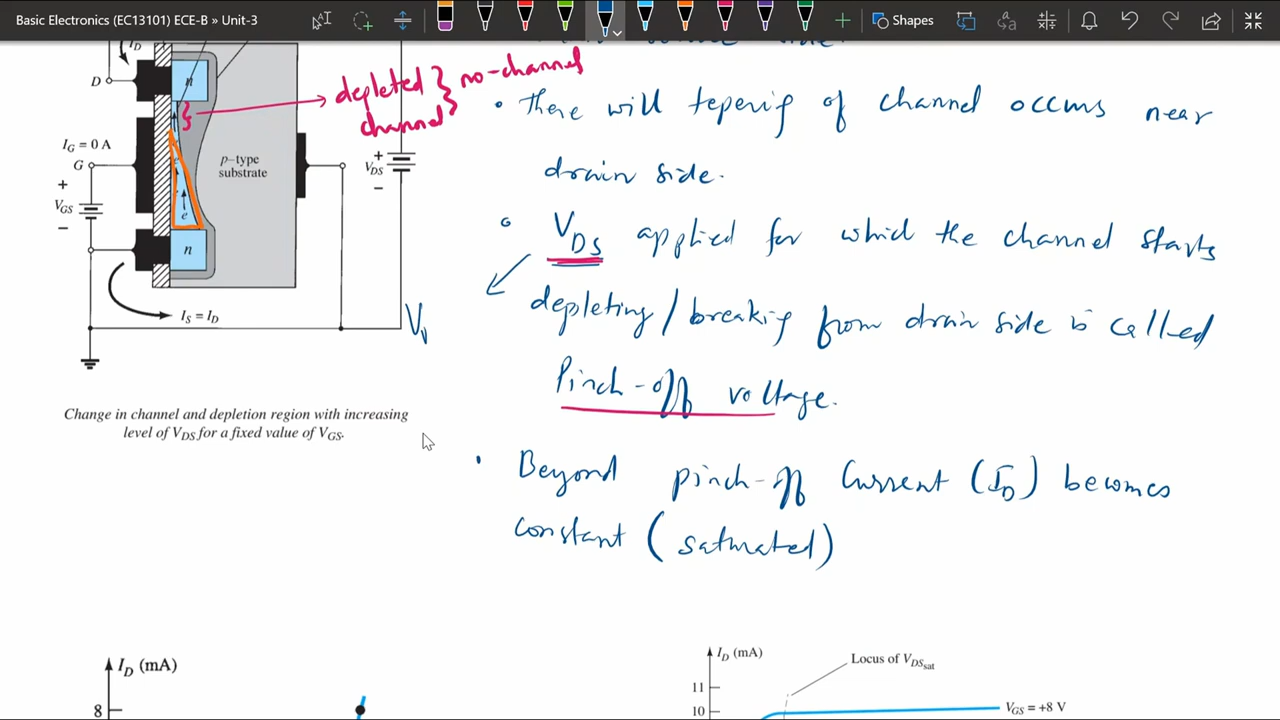 Basic Electronics (EC13101) ECE-B » Unit-3
Shapes
I_D
D
n
depleted } no-channel
channel
I_G = 0 A
G
+
V_GS
−
p-type
substrate
+
V_DS
−
e
e
n
I_S = I_D
V
Change in channel and depletion region with increasing
level of V_DS for a fixed value of V_GS.
side.
• There will tepering of channel occurs near
drain side.
• V_DS applied for which the channel starts
depleting/breaking from drain side is called
Pinch-off voltage.
• Beyond pinch-off Current (I_D) becomes
constant (saturated)
I_D (mA)
8
I_D (mA)
Locus of V_DSsat
11
10
V_GS = +8 V